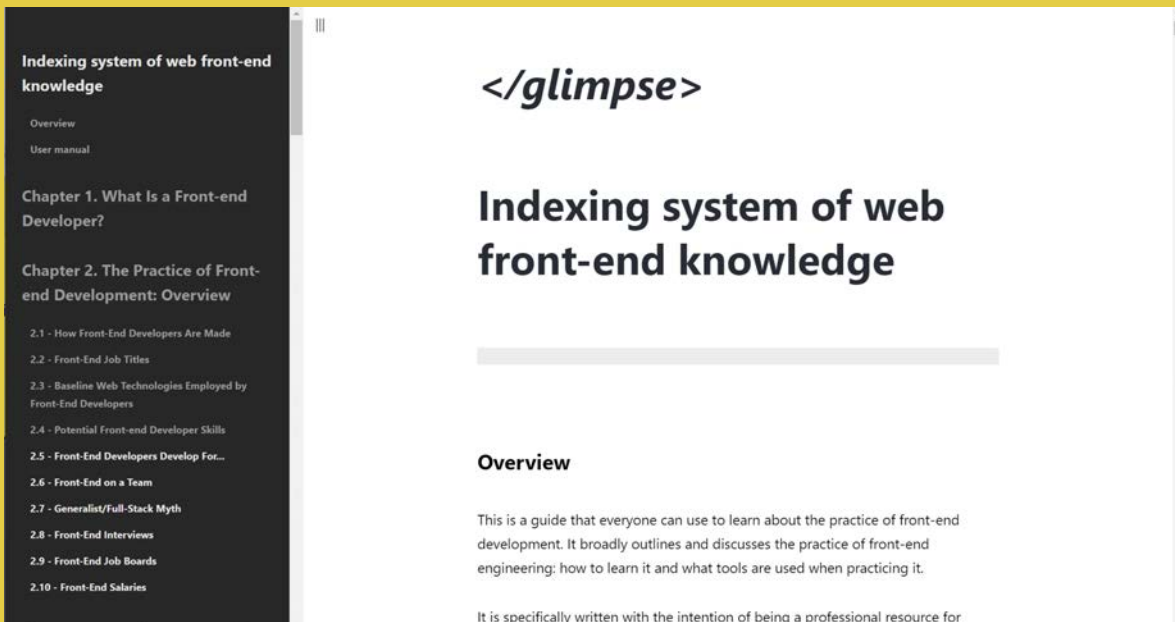 Indexing system of web front-end
knowledge
Overview
User manual
Chapter 1. What Is a Front-end
Developer?
Chapter 2. The Practice of Front-
end Development: Overview
2.1 - How Front-End Developers Are Made
2.2 - Front-End Job Titles
2.3 - Baseline Web Technologies Employed by
Front-End Developers
2.4 - Potential Front-end Developer Skills
2.5 - Front-End Developers Develop For...
2.6 - Front-End on a Team
2.7 - Generalist/Full-Stack Myth
2.8 - Front-End Interviews
2.9 - Front-End Job Boards
2.10 - Front-End Salaries
</glimpse>
Indexing system of web
front-end knowledge
Overview
This is a guide that everyone can use to learn about the practice of front-end
development. It broadly outlines and discusses the practice of front-end
engineering: how to learn it and what tools are used when practicing it.
It is specifically written with the intention of being a professional resource for